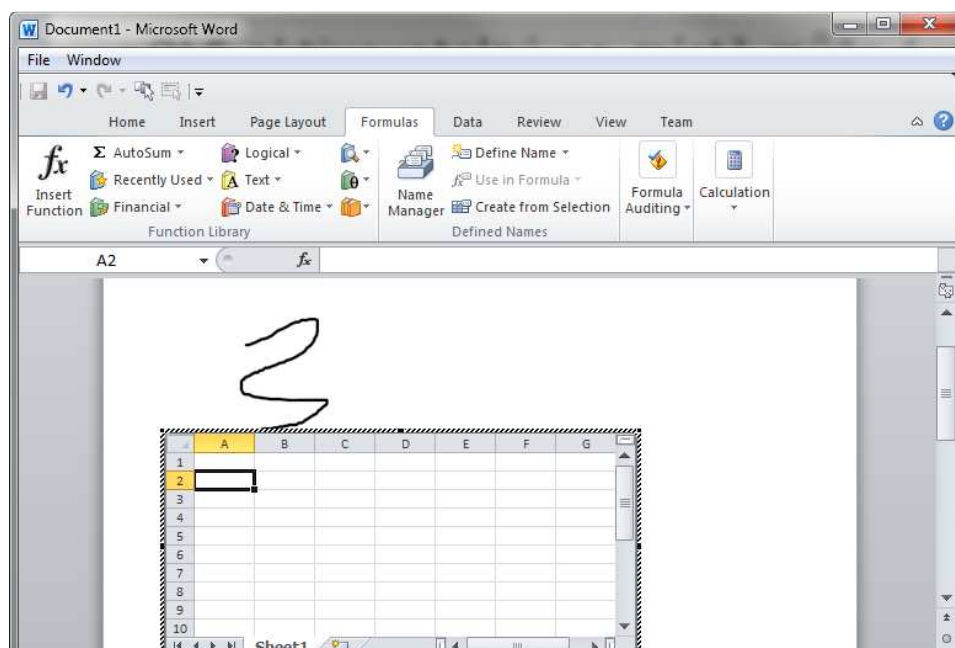 Document1 - Microsoft Word
File Window
Home Insert Page Layout Formulas Data Review View Team
fx Σ AutoSum Logical Define Name
Recently Used Text Use in Formula
Insert Function Financial Date & Time Name Manager Create from Selection Formula Auditing Calculation
Function Library Defined Names
A2 fx
A B C D E F G
1
2
3
4
5
6
7
8
9
10
Sheet1